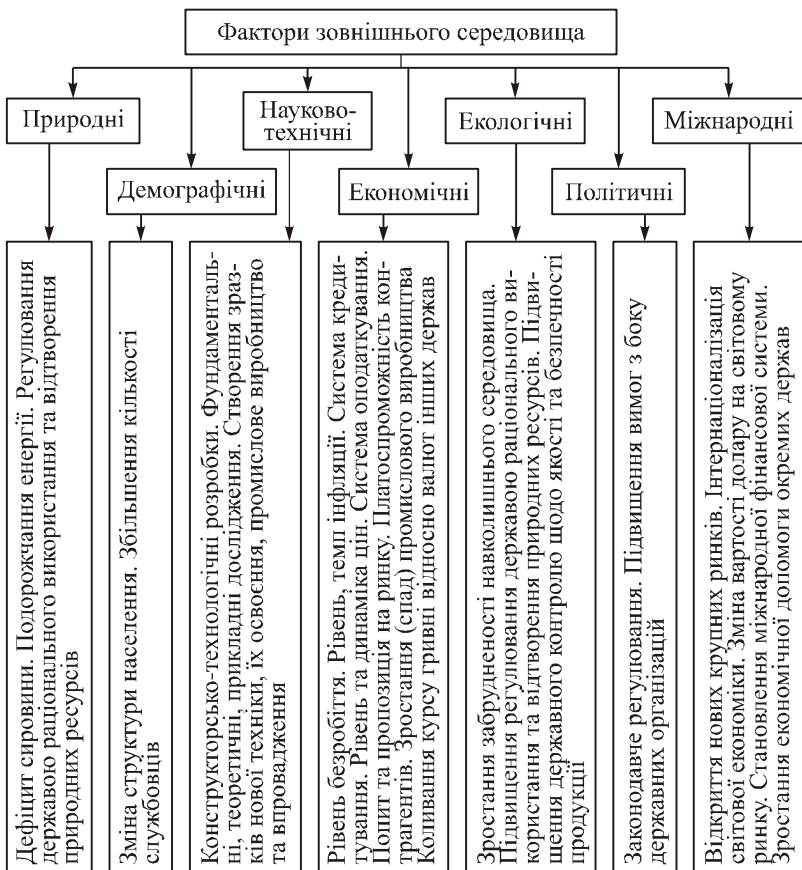 Фактори зовнішнього середовища
Природні
Демографічні
Науково-
технічні
Економічні
Екологічні
Політичні
Міжнародні
Дефіцит сировини. Подорожчання енергії. Регулювання
державою раціонального використання та відтворення
природних ресурсів
Зміна структури населення. Збільшення кількості
службовців
Конструкторсько-технологічні розробки. Фундаменталь-
ні, теоретичні, прикладні дослідження. Створення зраз-
ків нової техніки, їх освоєння, промислове виробництво
та впровадження
Рівень безробіття. Рівень, темп інфляції. Система креди-
тування. Рівень та динаміка цін. Система оподаткування.
Попит та пропозиція на ринку. Платоспроможність кон-
трагентів. Зростання (спад) промислового виробництва
Коливання курсу гривні відносно валют інших держав
Зростання забрудненості навколишнього середовища.
Підвищення регулювання державою раціонального ви-
користання та відтворення природних ресурсів. Підви-
щення державного контролю щодо якості та безпечності
продукції
Законодавче регулювання. Підвищення вимог з боку
державних організацій
Відкриття нових крупних ринків. Інтернаціоналізація
світової економіки. Зміна вартості долару на світовому
ринку. Становлення міжнародної фінансової системи.
Зростання економічної допомоги окремих держав